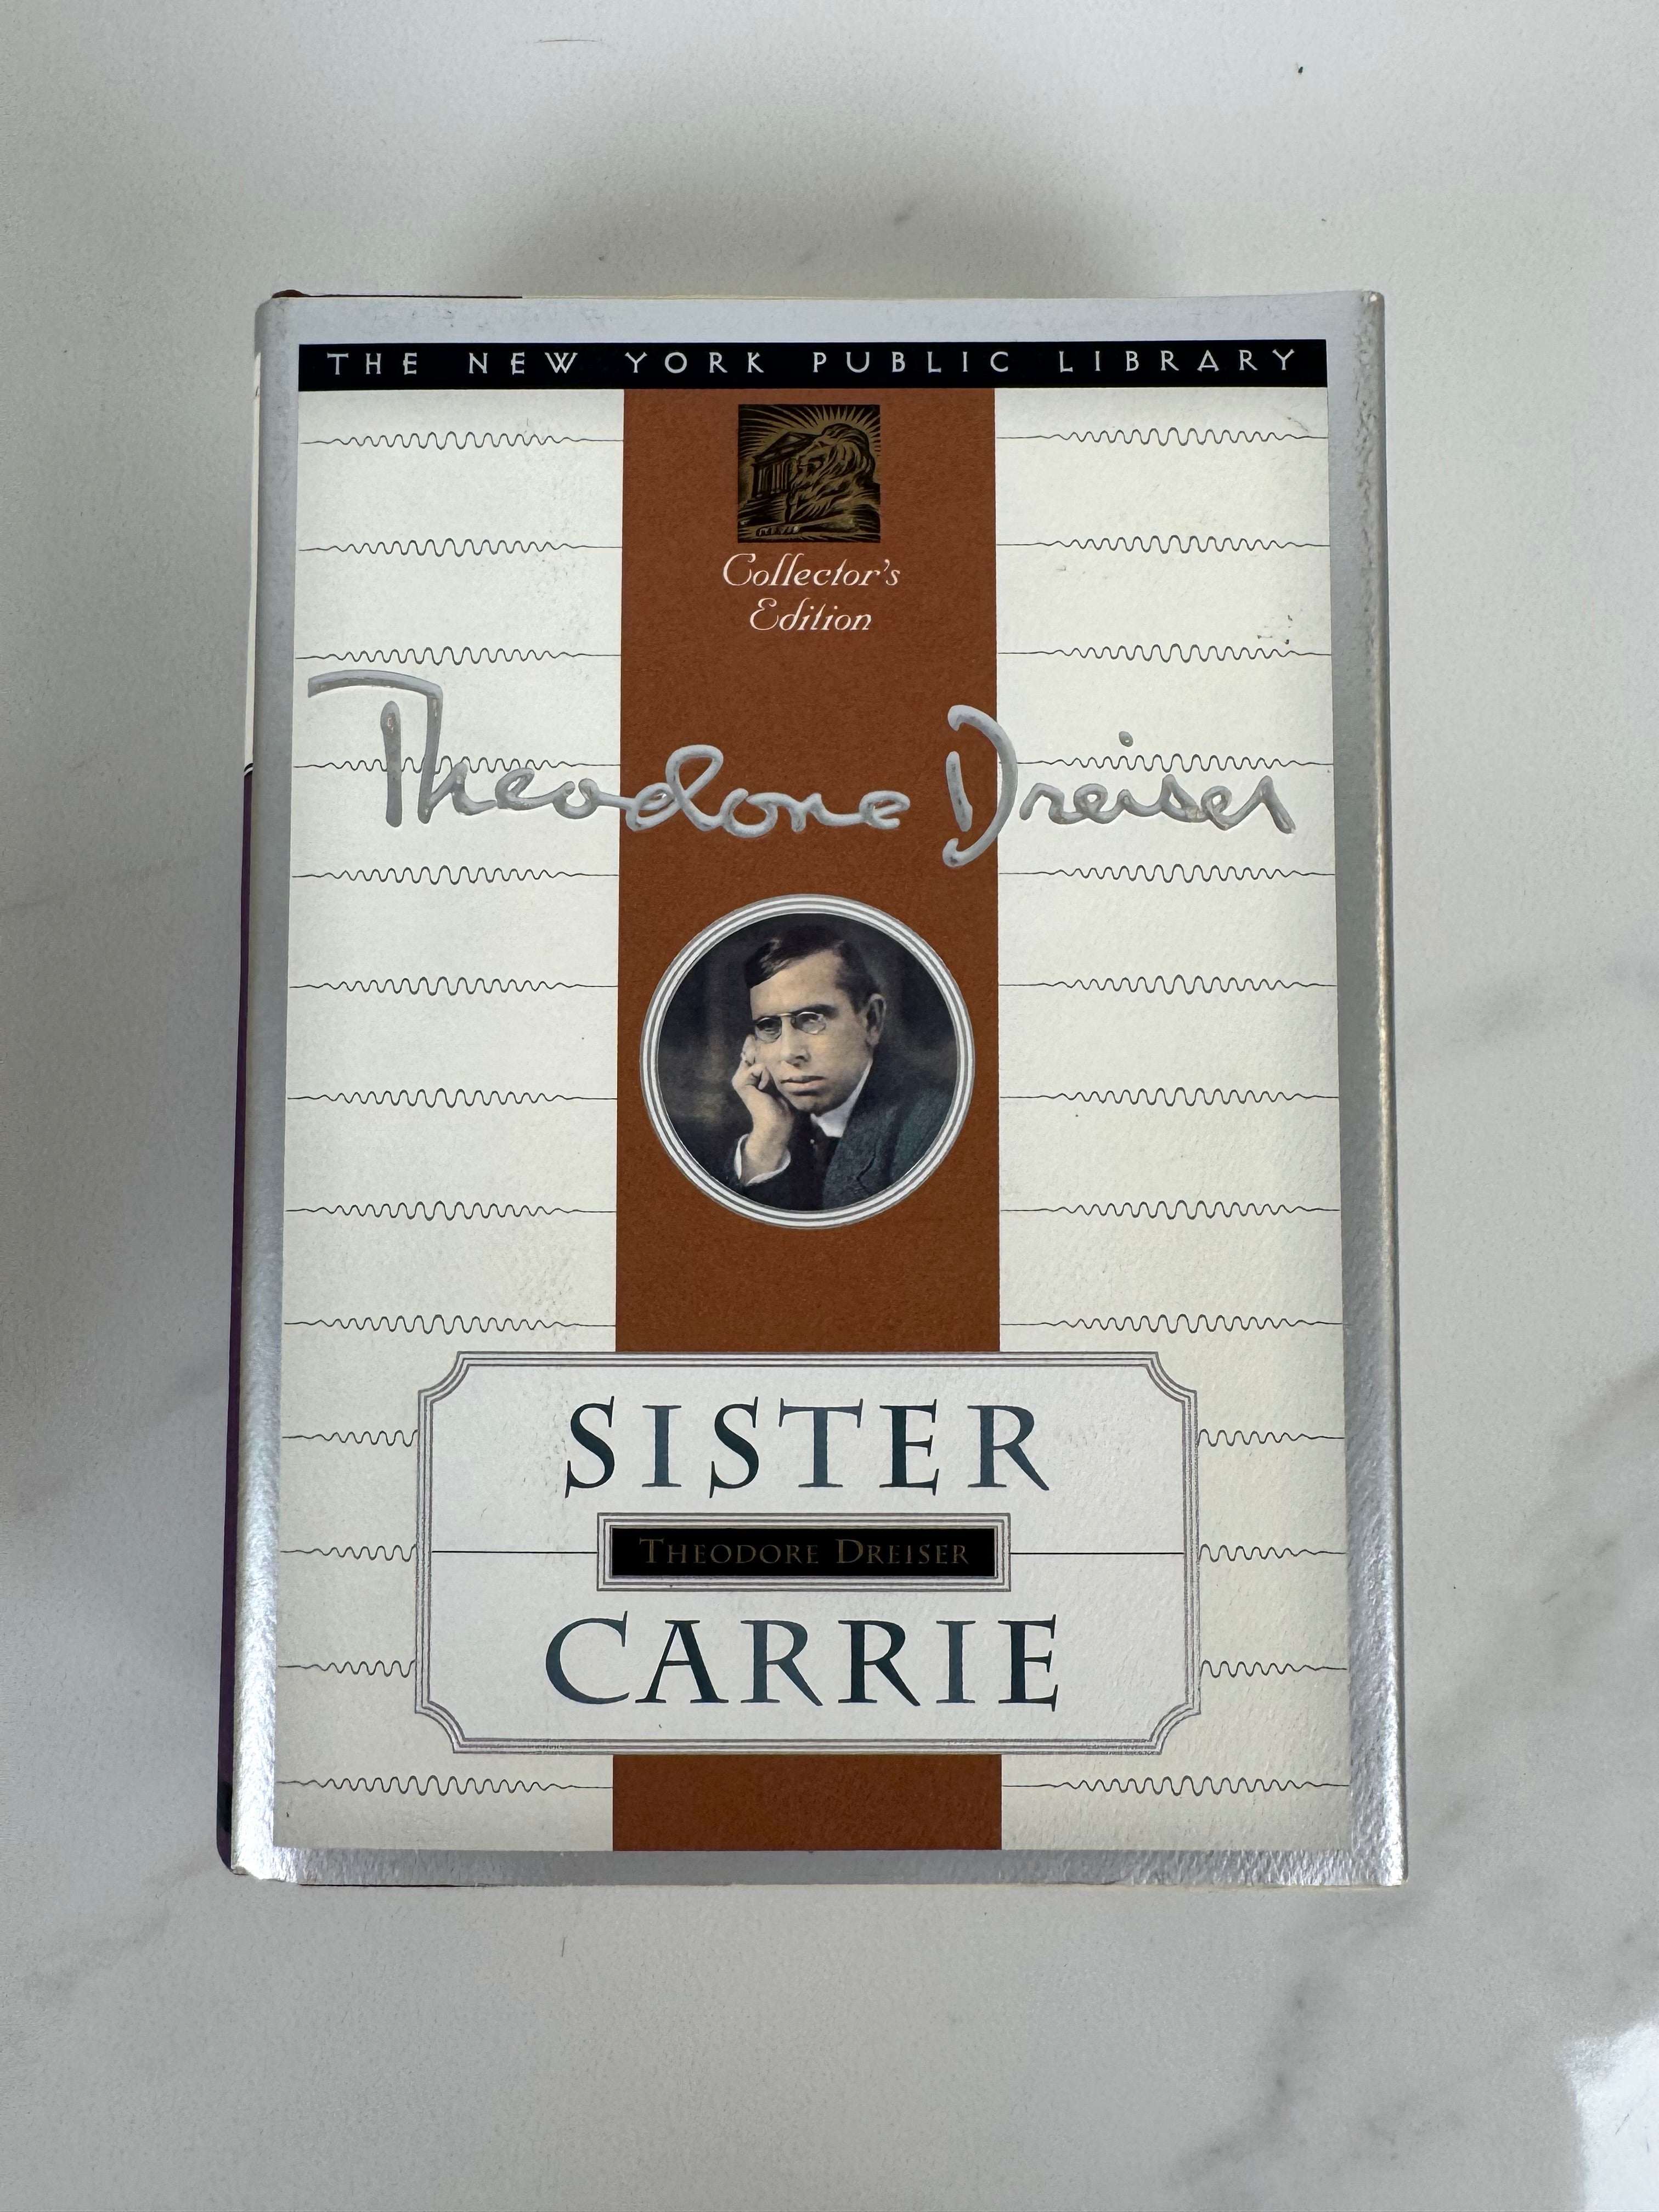 THE NEW YORK PUBLIC LIBRARY
Collector's
Edition
Theodore Dreiser
SISTER
THEODORE DREISER
CARRIE